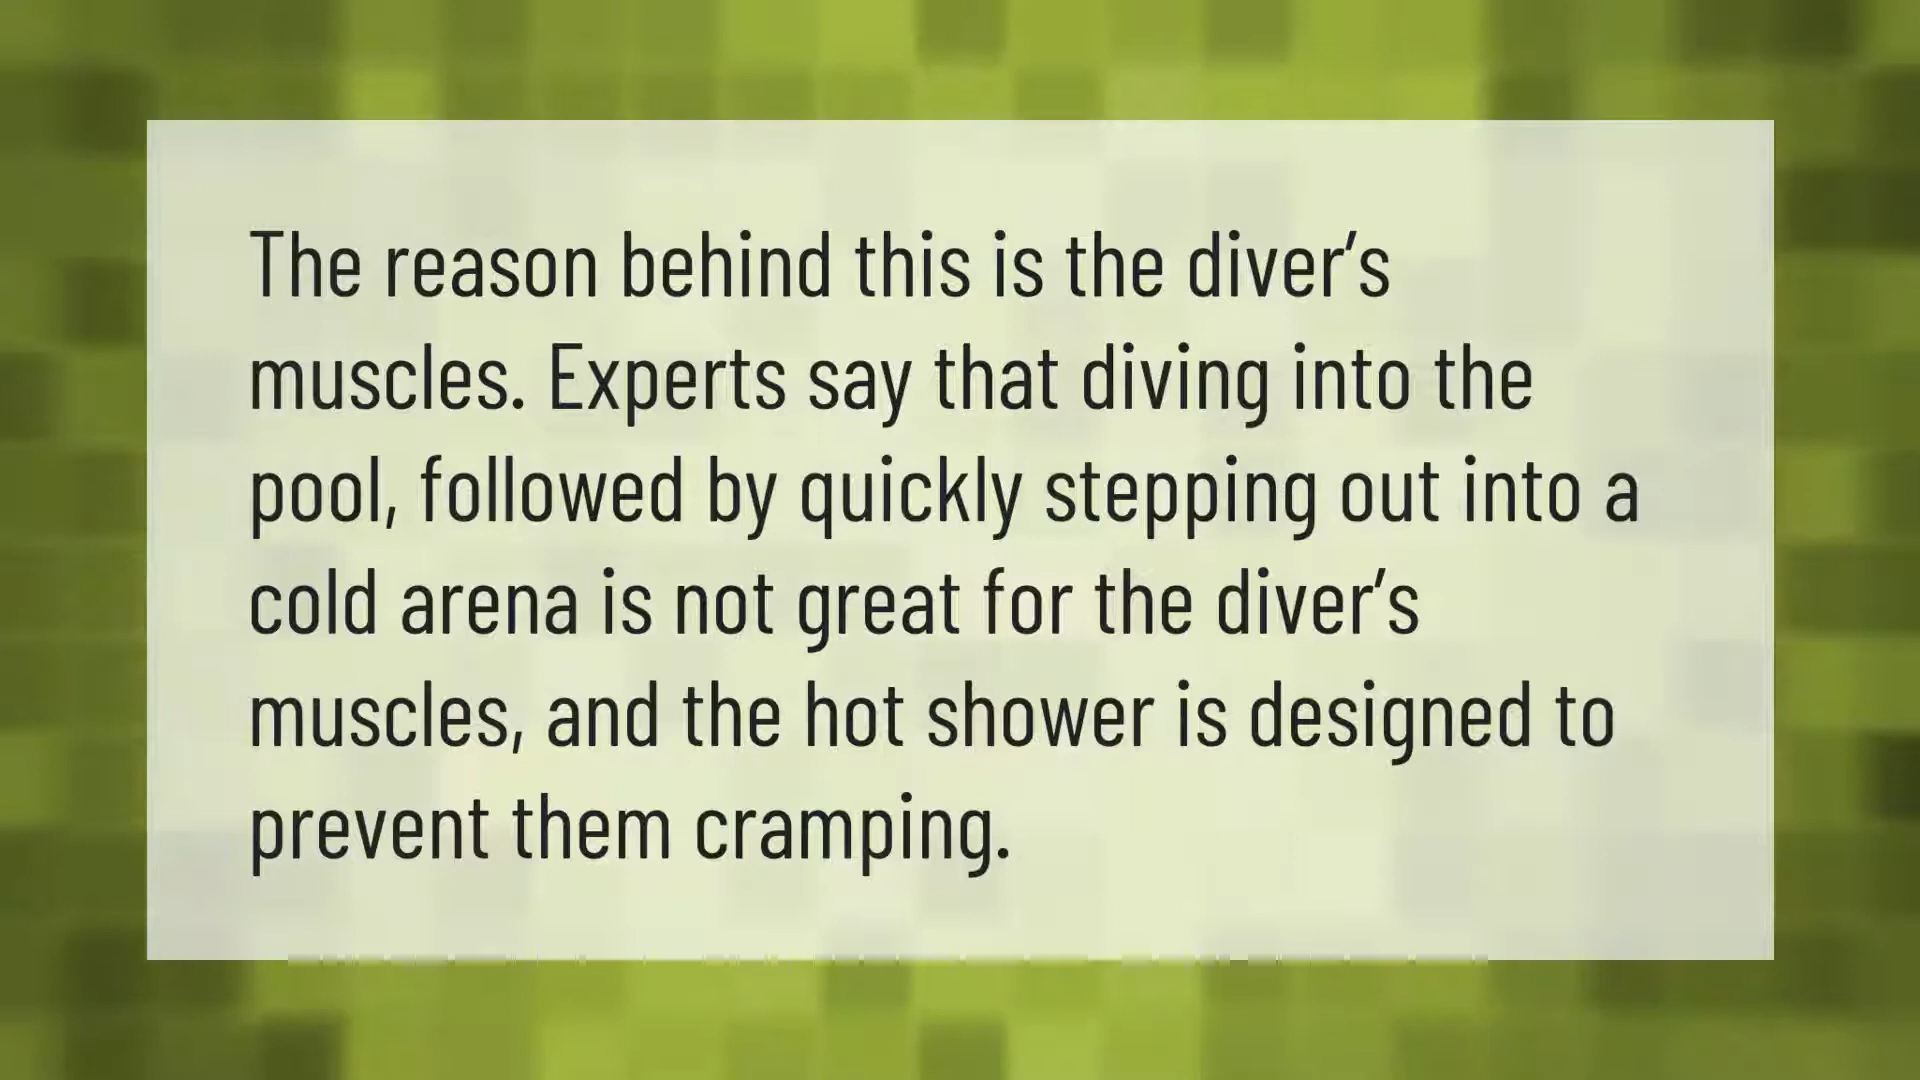 The reason behind this is the diver’s
muscles. Experts say that diving into the
pool, followed by quickly stepping out into a
cold arena is not great for the diver’s
muscles, and the hot shower is designed to
prevent them cramping.